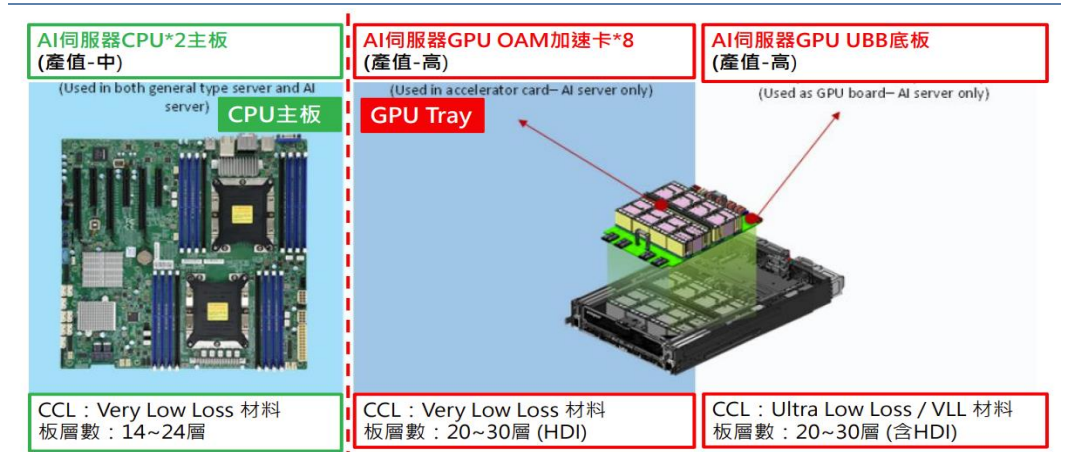 AI伺服器CPU*2主板
(產值-中)
(Used in both general type server and AI
server)
CPU主板
CCL：Very Low Loss 材料
板層數：14~24層
AI伺服器GPU OAM加速卡*8
(產值-高)
(Used in accelerator card– AI server only)
GPU Tray
CCL：Very Low Loss 材料
板層數：20~30層 (HDI)
AI伺服器GPU UBB底板
(產值-高)
(Used as GPU board– AI server only)
CCL：Ultra Low Loss / VLL 材料
板層數：20~30層 (含HDI)